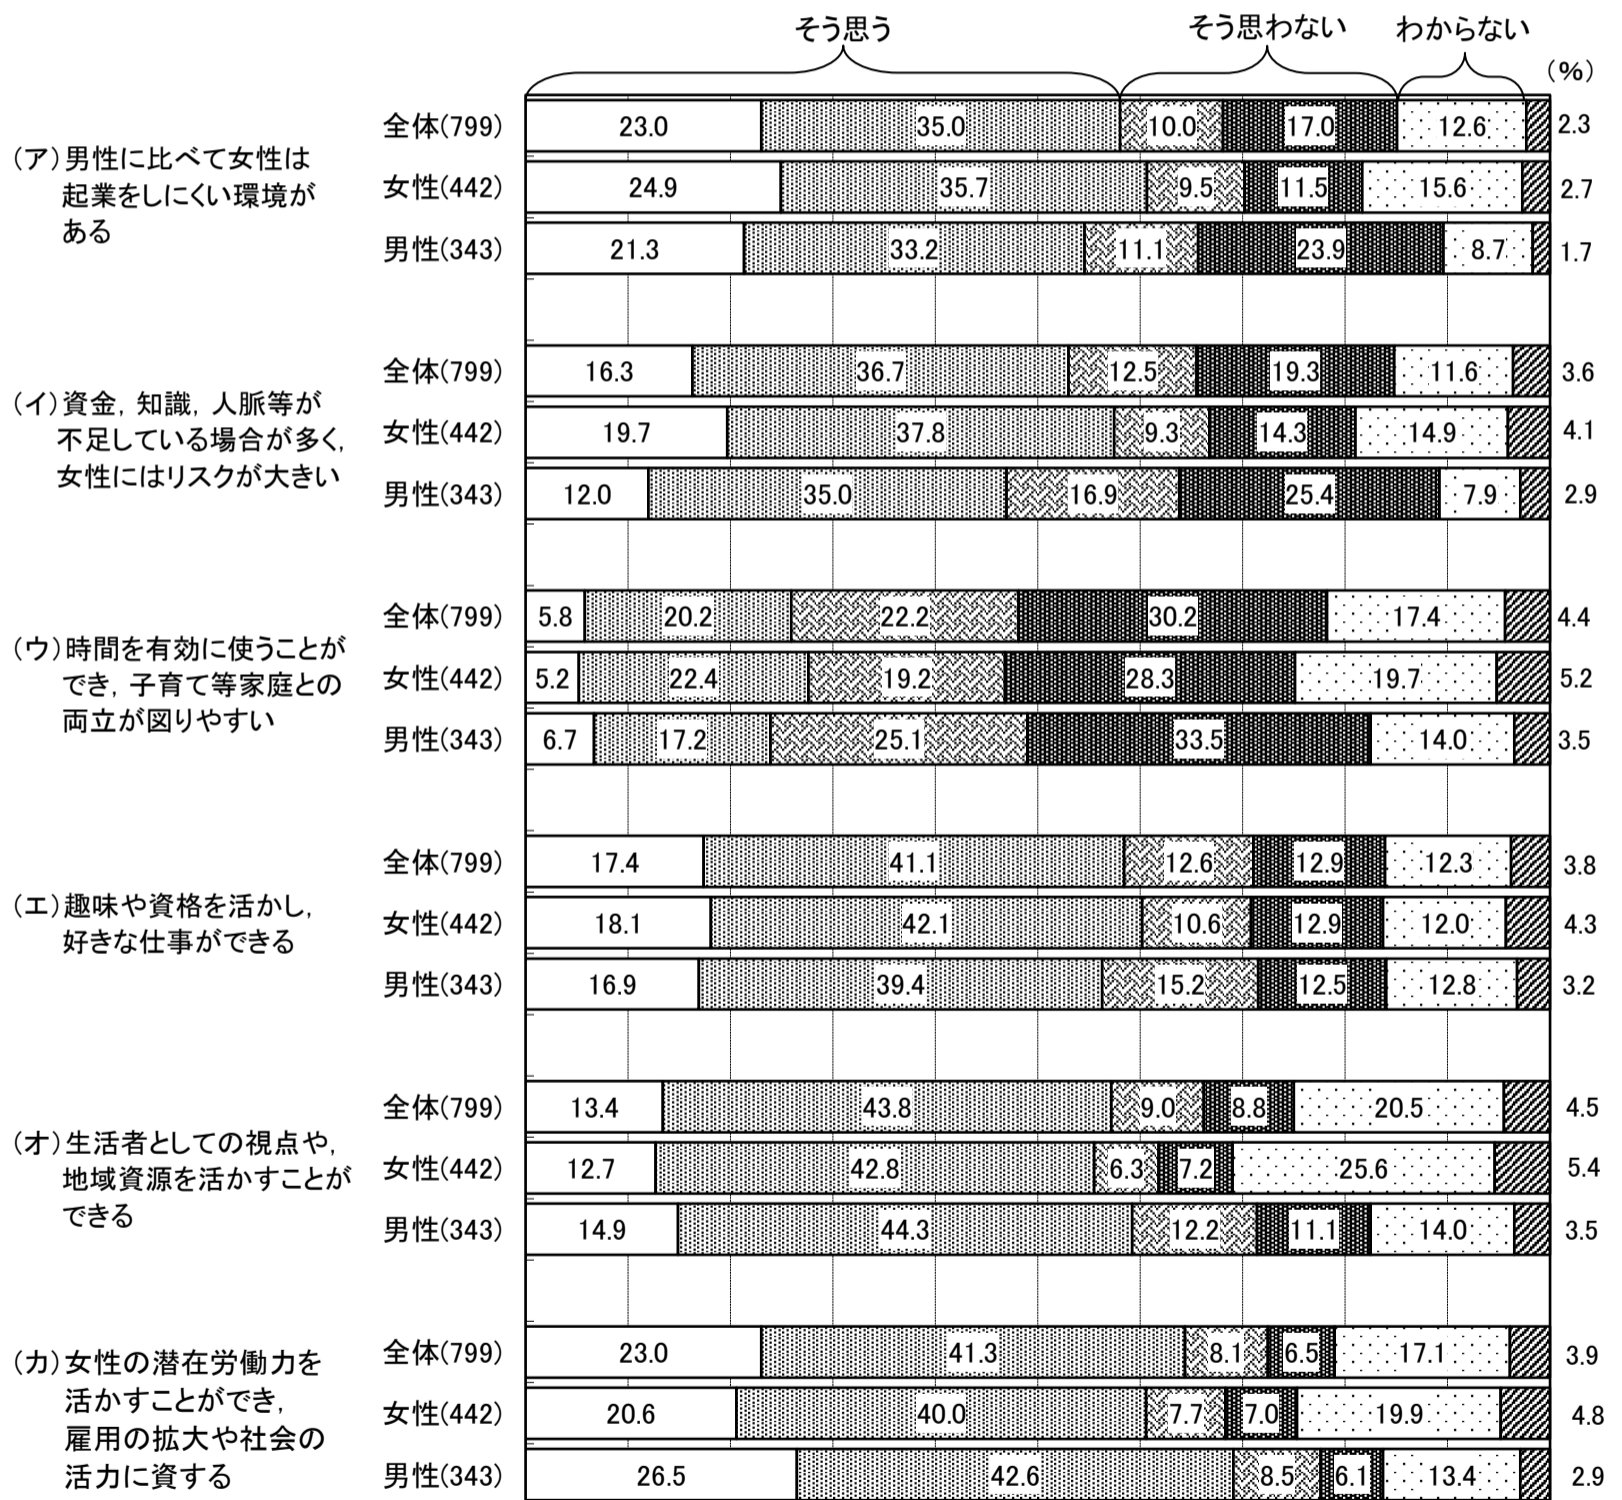 そう思う そう思わない わからない
(%)
全体(799) 23.0 35.0 10.0 17.0 12.6 2.3
(ア)男性に比べて女性は
起業をしにくい環境が
ある
女性(442) 24.9 35.7 9.5 11.5 15.6 2.7
男性(343) 21.3 33.2 11.1 23.9 8.7 1.7
全体(799) 16.3 36.7 12.5 19.3 11.6 3.6
(イ)資金，知識，人脈等が
不足している場合が多く，
女性にはリスクが大きい
女性(442) 19.7 37.8 9.3 14.3 14.9 4.1
男性(343) 12.0 35.0 16.9 25.4 7.9 2.9
全体(799) 5.8 20.2 22.2 30.2 17.4 4.4
(ウ)時間を有効に使うことが
でき，子育て等家庭との
両立が図りやすい
女性(442) 5.2 22.4 19.2 28.3 19.7 5.2
男性(343) 6.7 17.2 25.1 33.5 14.0 3.5
全体(799) 17.4 41.1 12.6 12.9 12.3 3.8
(エ)趣味や資格を活かし，
好きな仕事ができる
女性(442) 18.1 42.1 10.6 12.9 12.0 4.3
男性(343) 16.9 39.4 15.2 12.5 12.8 3.2
全体(799) 13.4 43.8 9.0 8.8 20.5 4.5
(オ)生活者としての視点や，
地域資源を活かすことが
できる
女性(442) 12.7 42.8 6.3 7.2 25.6 5.4
男性(343) 14.9 44.3 12.2 11.1 14.0 3.5
全体(799) 23.0 41.3 8.1 6.5 17.1 3.9
(カ)女性の潜在労働力を
活かすことができ，
雇用の拡大や社会の
活力に資する
女性(442) 20.6 40.0 7.7 7.0 19.9 4.8
男性(343) 26.5 42.6 8.5 6.1 13.4 2.9